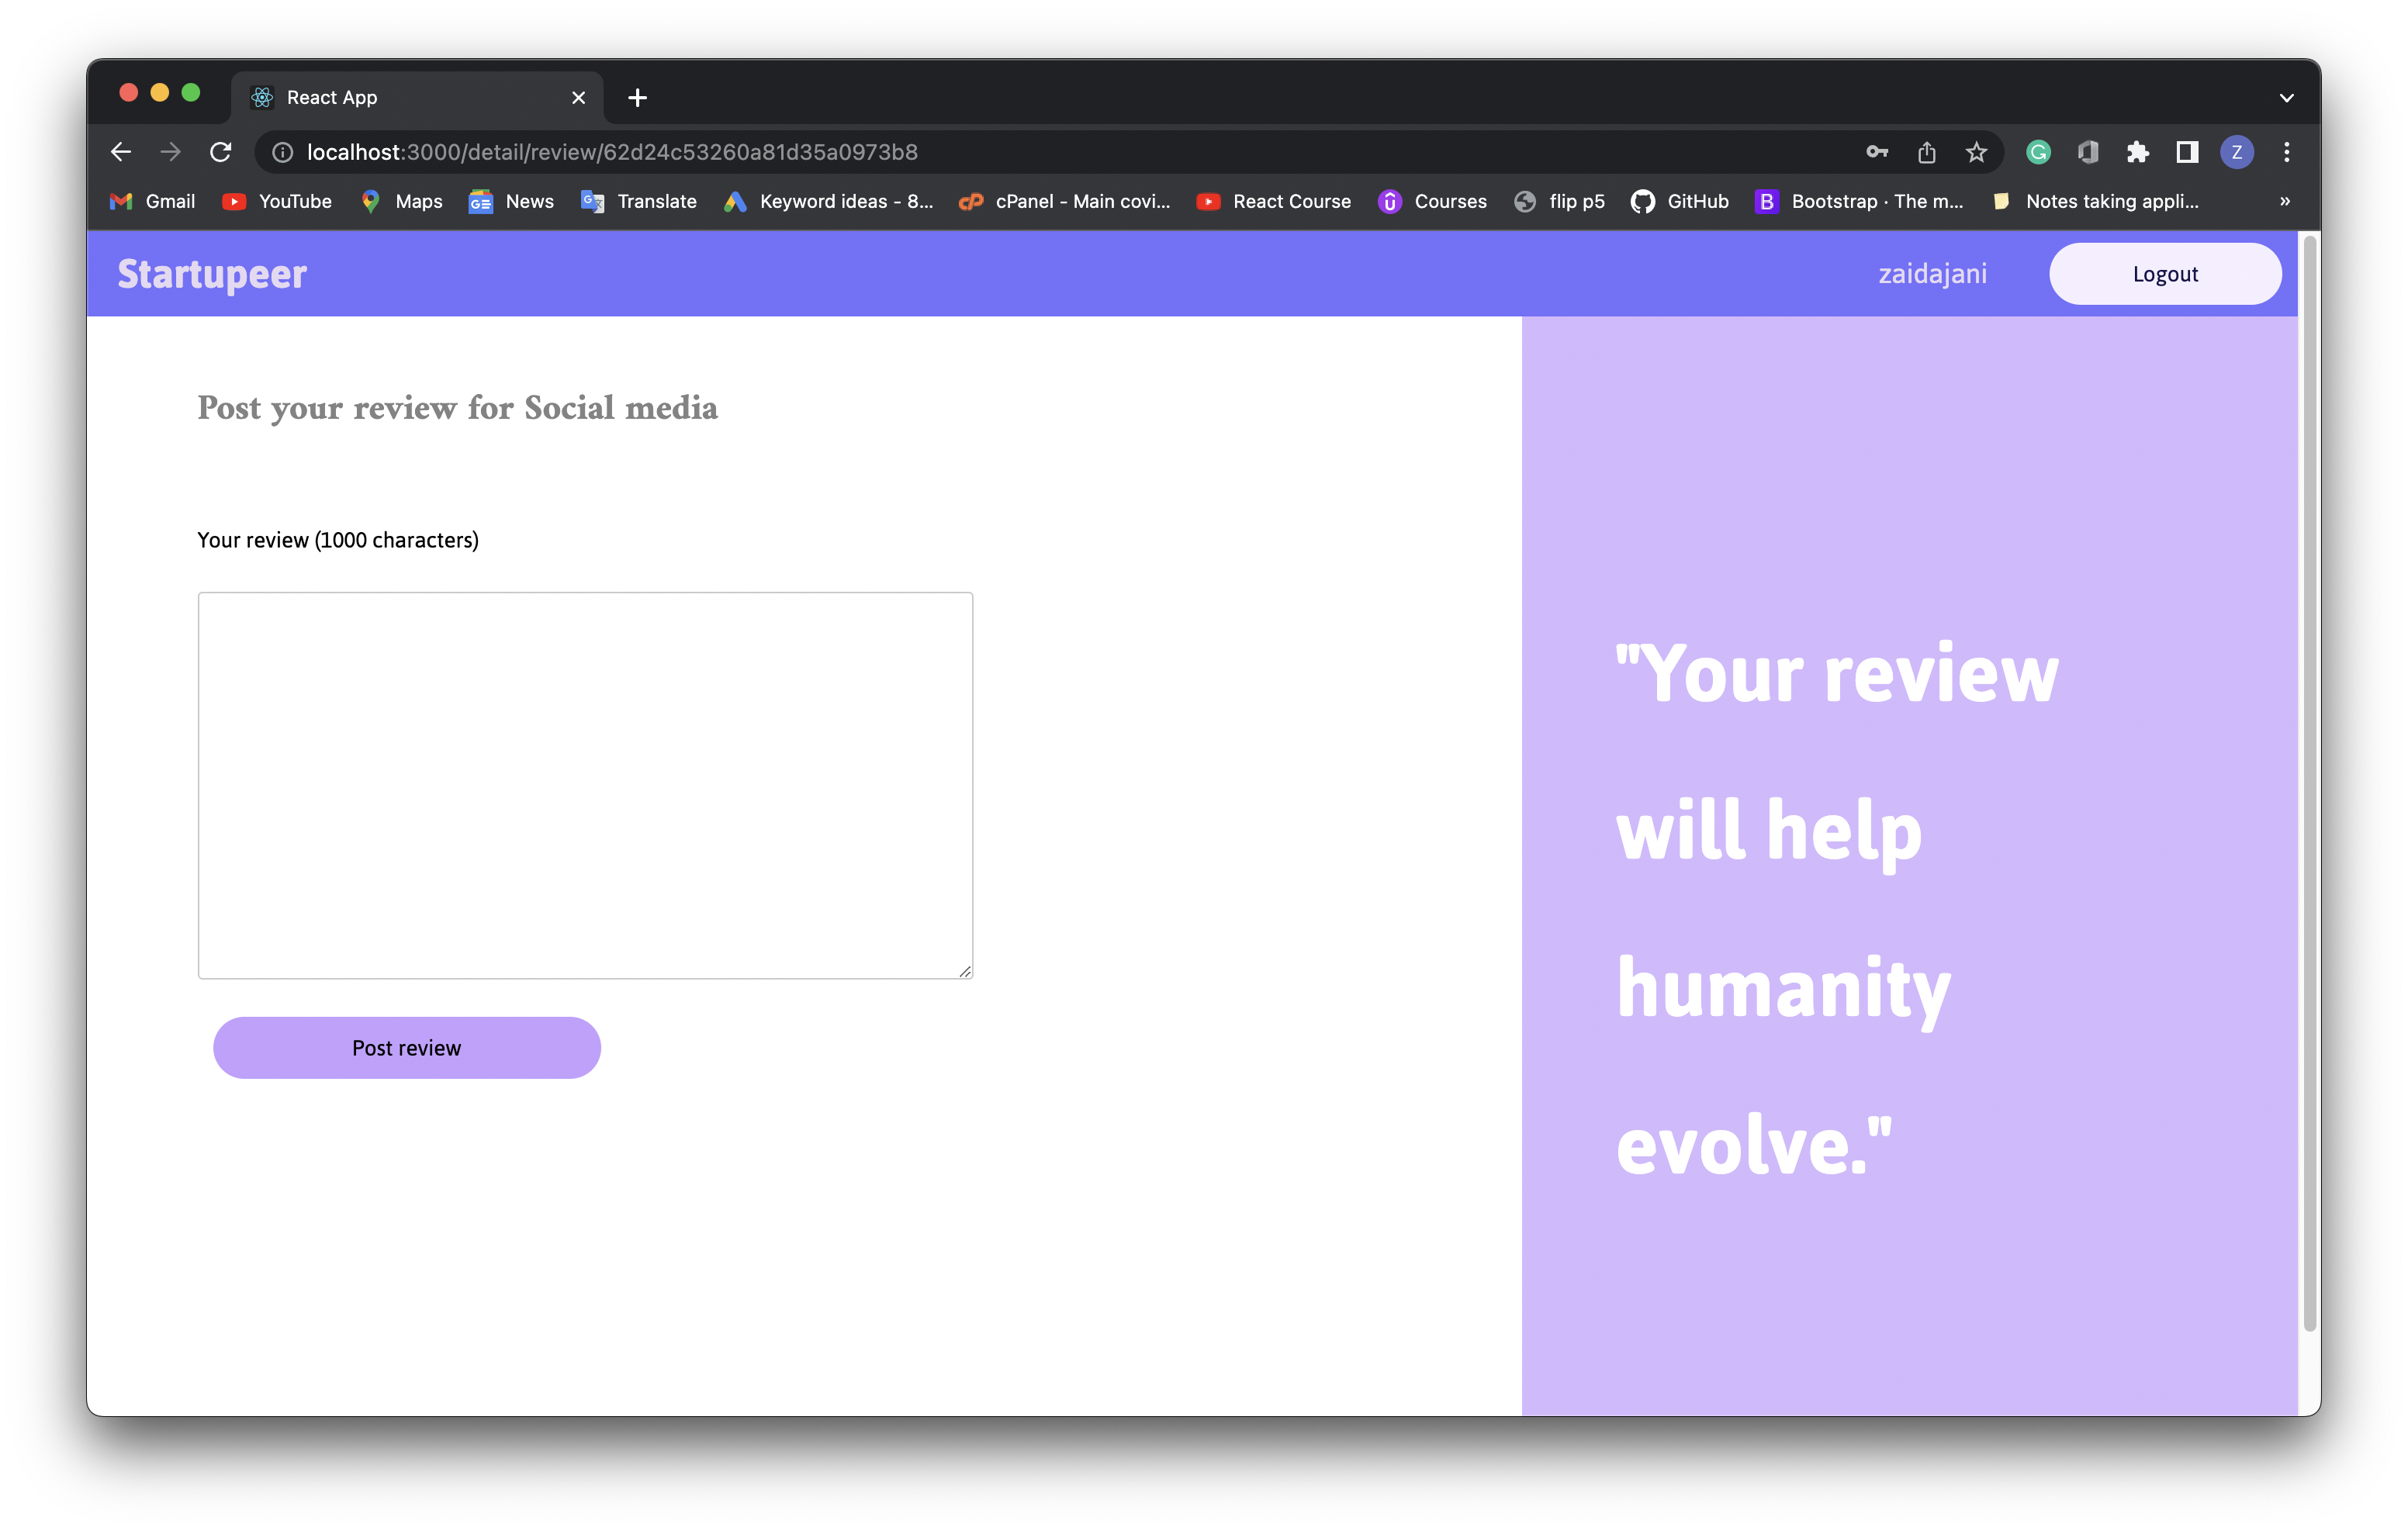 React App
localhost:3000/detail/review/62d24c53260a81d35a0973b8
Z
Gmail
YouTube
Maps
News
Translate
Keyword ideas - 8...
cPanel - Main covi...
React Course
Courses
flip p5
GitHub
B
Bootstrap · The m...
Notes taking appli...
»
Startupeer
zaidajani
Logout
Post your review for Social media
Your review (1000 characters)
Post review
"Your review
will help
humanity
evolve."